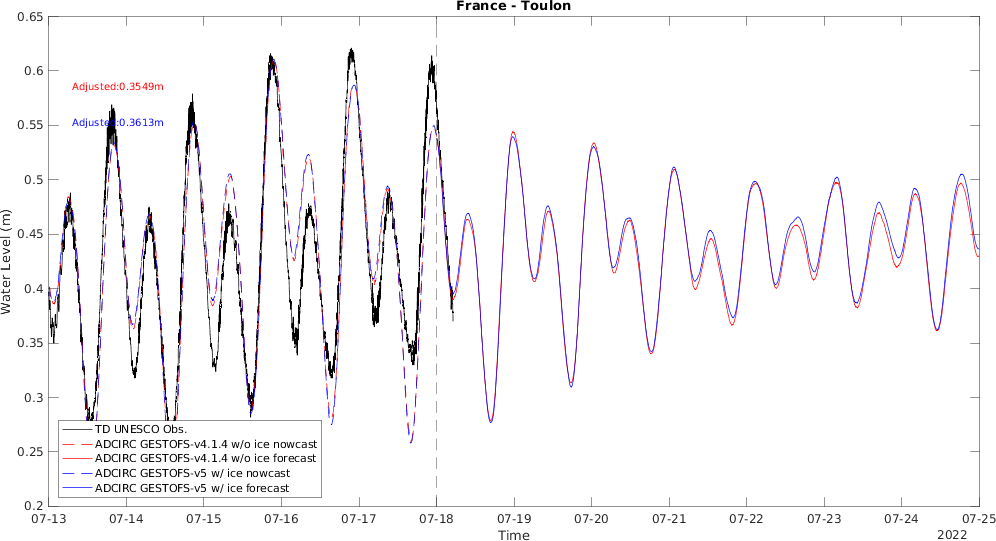 France - Toulon
0.65
0.6
0.55
0.5
0.45
0.4
0.35
0.3
0.25
0.2
Water Level (m)
Adjusted:0.3549m
Adjusted:0.3613m
TD UNESCO Obs.
ADCIRC GESTOFS-v4.1.4 w/o ice nowcast
ADCIRC GESTOFS-v4.1.4 w/o ice forecast
ADCIRC GESTOFS-v5 w/ ice nowcast
ADCIRC GESTOFS-v5 w/ ice forecast
07-13 07-14 07-15 07-16 07-17 07-18 07-19 07-20 07-21 07-22 07-23 07-24 07-25
Time
2022